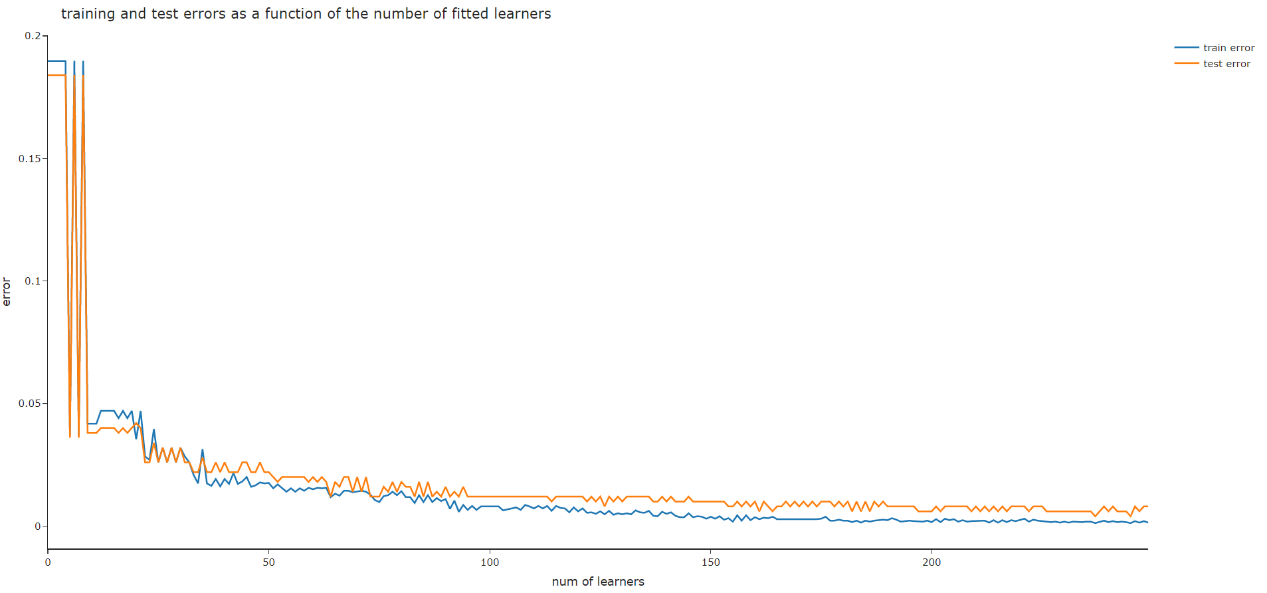 training and test errors as a function of the number of fitted learners
train error
test error
0.2
0.15
0.1
0.05
0
error
0 50 100 150 200
num of learners